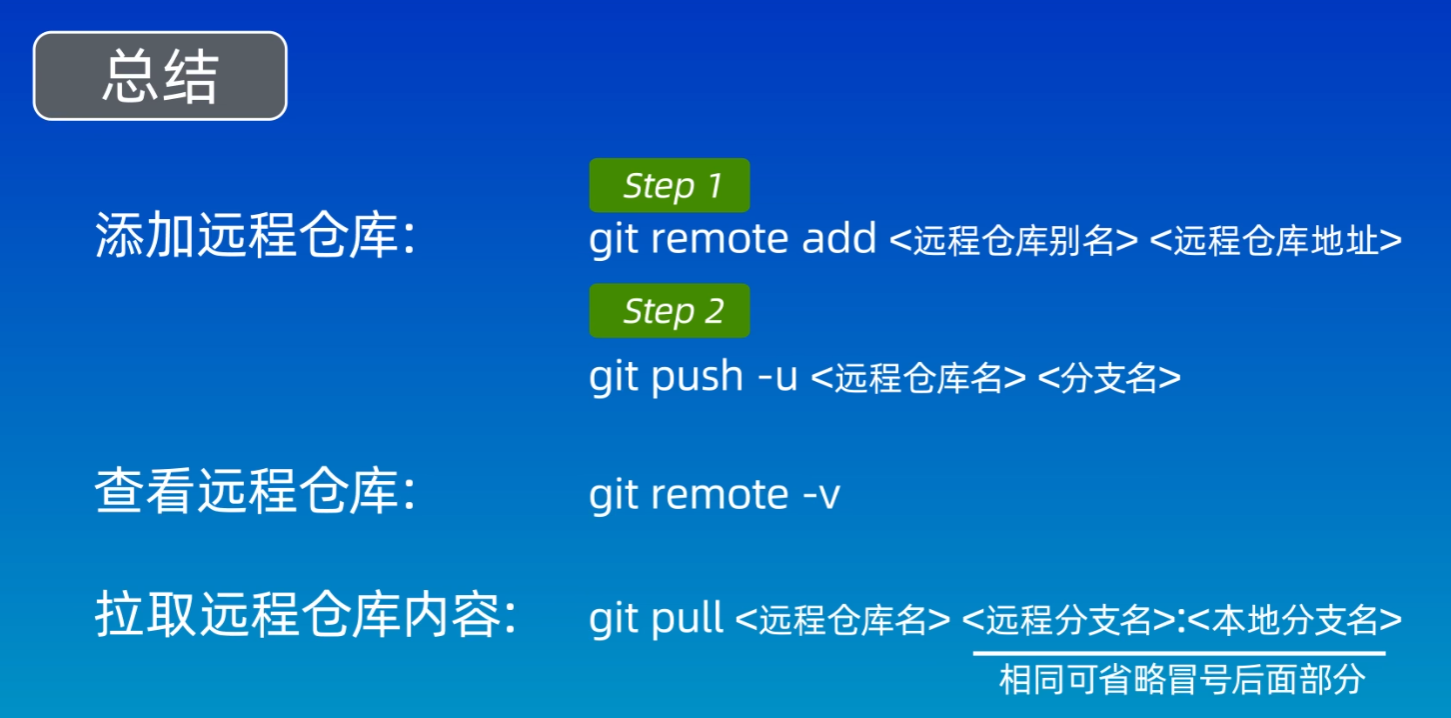 总结
Step 1
添加远程仓库: git remote add <远程仓库别名> <远程仓库地址>
Step 2
git push -u <远程仓库名> <分支名>
查看远程仓库: git remote -v
拉取远程仓库内容: git pull <远程仓库名> <远程分支名>:<本地分支名>
相同可省略冒号后面部分